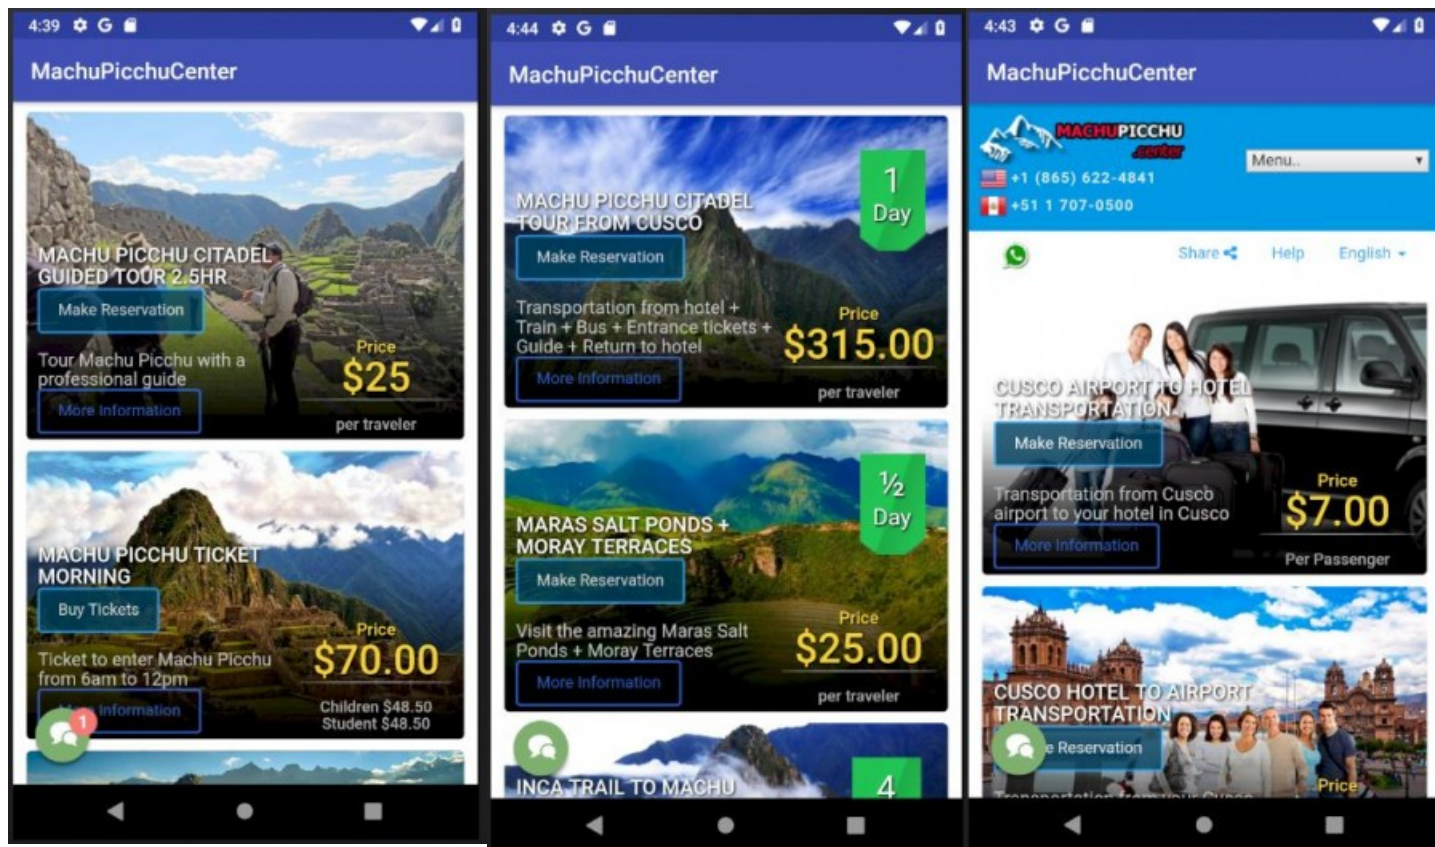 4:39
MachuPicchuCenter
MACHU PICCHU CITADEL
GUIDED TOUR 2.5HR
Make Reservation
Tour Machu Picchu with a
professional guide
More Information
Price
$25
per traveler
MACHU PICCHU TICKET
MORNING
Buy Tickets
Ticket to enter Machu Picchu
from 6am to 12pm
Information
1
Price
$70.00
Children $48.50
Student $48.50
4:44
MachuPicchuCenter
1
Day
MACHU PICCHU CITADEL
TOUR FROM CUSCO
Make Reservation
Transportation from hotel +
Train + Bus + Entrance tickets +
Guide + Return to hotel
More Information
Price
$315.00
per traveler
½
Day
MARAS SALT PONDS +
MORAY TERRACES
Make Reservation
Visit the amazing Maras Salt
Ponds + Moray Terraces
More Information
Price
$25.00
per traveler
INCA TRAIL TO MACHU
4
4:43
MachuPicchuCenter
MACHUPICCHU
.center
Menu..
+1 (865) 622-4841
+51 1 707-0500
Share Help English
CUSCO AIRPORT TO HOTEL
TRANSPORTATION
Make Reservation
Transportation from Cusco
airport to your hotel in Cusco
More Information
Price
$7.00
Per Passenger
CUSCO HOTEL TO AIRPORT
TRANSPORTATION
e Reservation
Transportation from your Cusco
Price